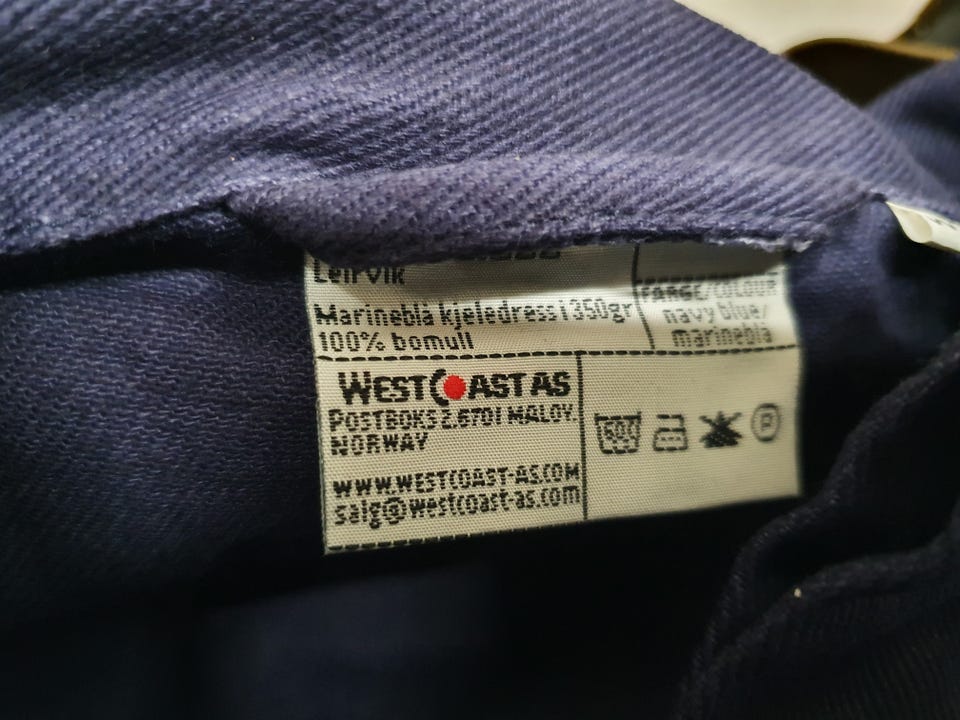 Leirvik
Marineblå kjeledress i 350gr
100% bomull
FARGE/COLOUR
navy blue/
marineblå
WESTCOAST AS
POSTBOKS 2.6701 MALOY.
NORWAY
WWW.WESTCOAST-AS.COM
salg@westcoast-as.com
60
P